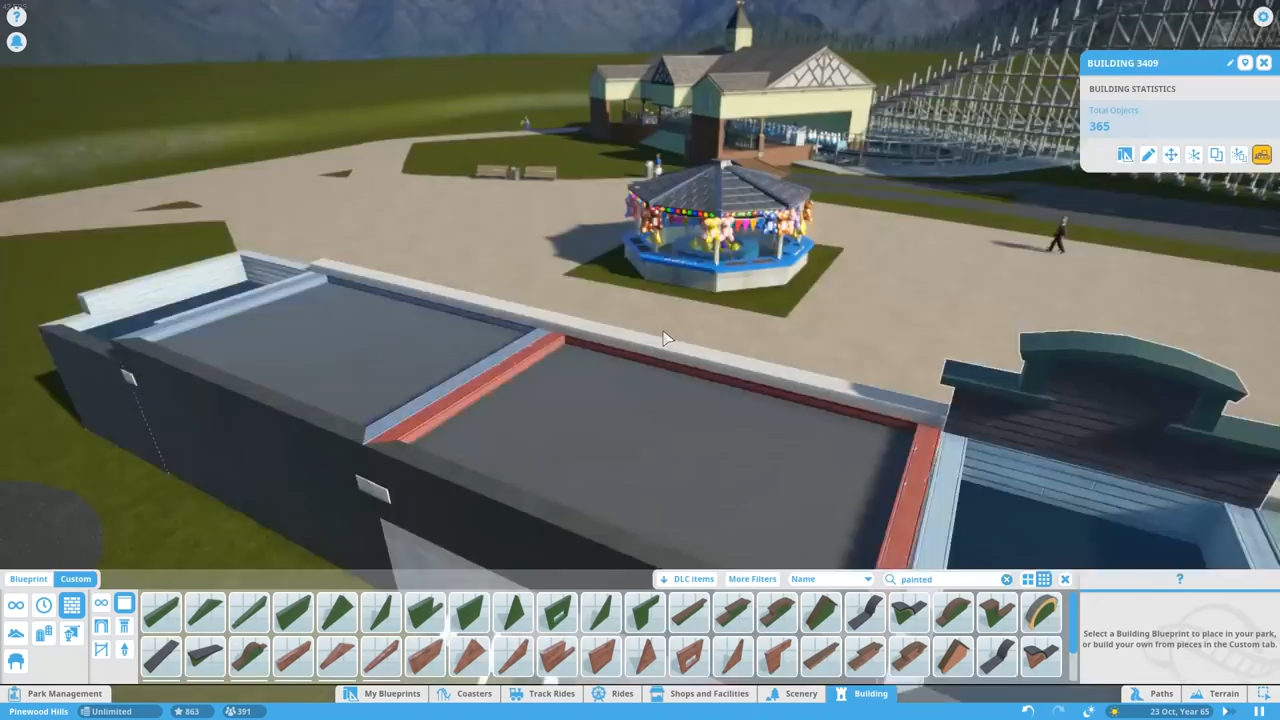 BUILDING 3409
BUILDING STATISTICS
Total Objects
365
Blueprint
Custom
DLC items
More Filters
Name
painted
Select a Building Blueprint to place in your park,
or build your own from pieces in the Custom tab.
Park Management
My Blueprints
Coasters
Track Rides
Rides
Shops and Facilities
Scenery
Building
Paths
Terrain
Pinewood Hills
Unlimited
863
391
23 Oct, Year 65